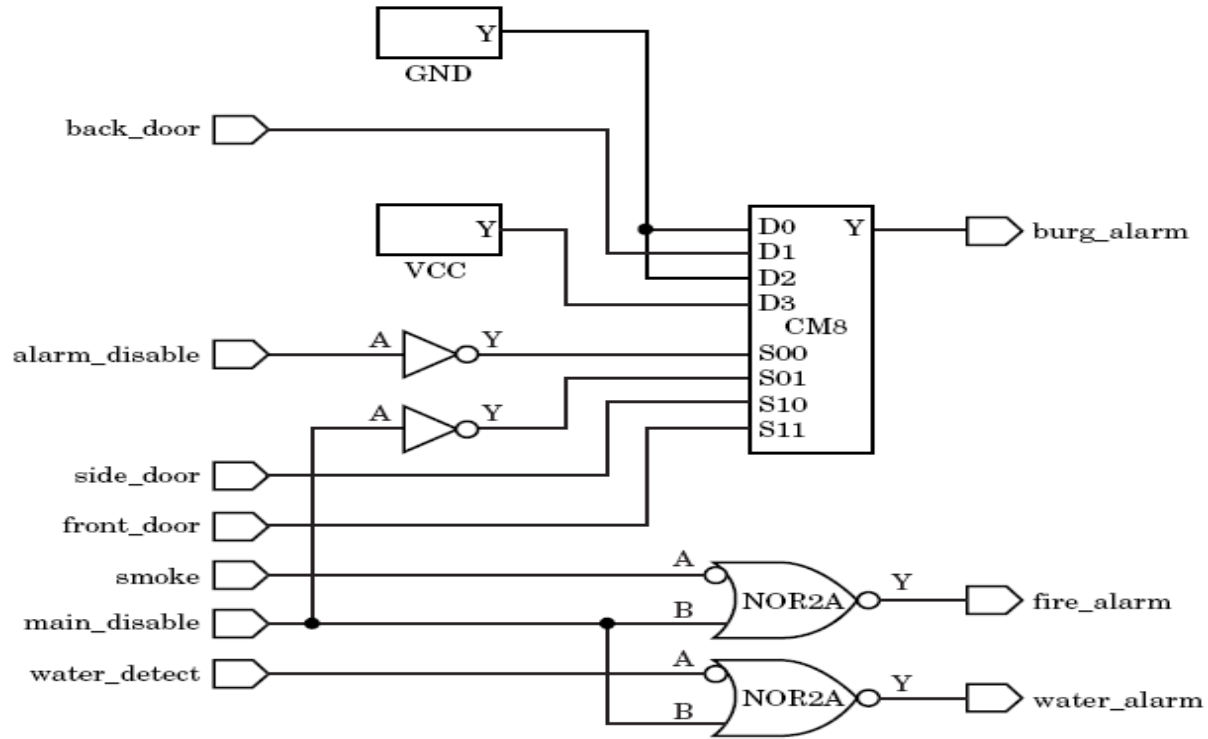 Y
GND
back_door
Y
VCC
D0 Y
D1
D2
D3
CM8
S00
S01
S10
S11
burg_alarm
alarm_disable A Y
A Y
side_door
front_door
smoke A
NOR2A Y fire_alarm
main_disable B
water_detect A
NOR2A Y water_alarm
B